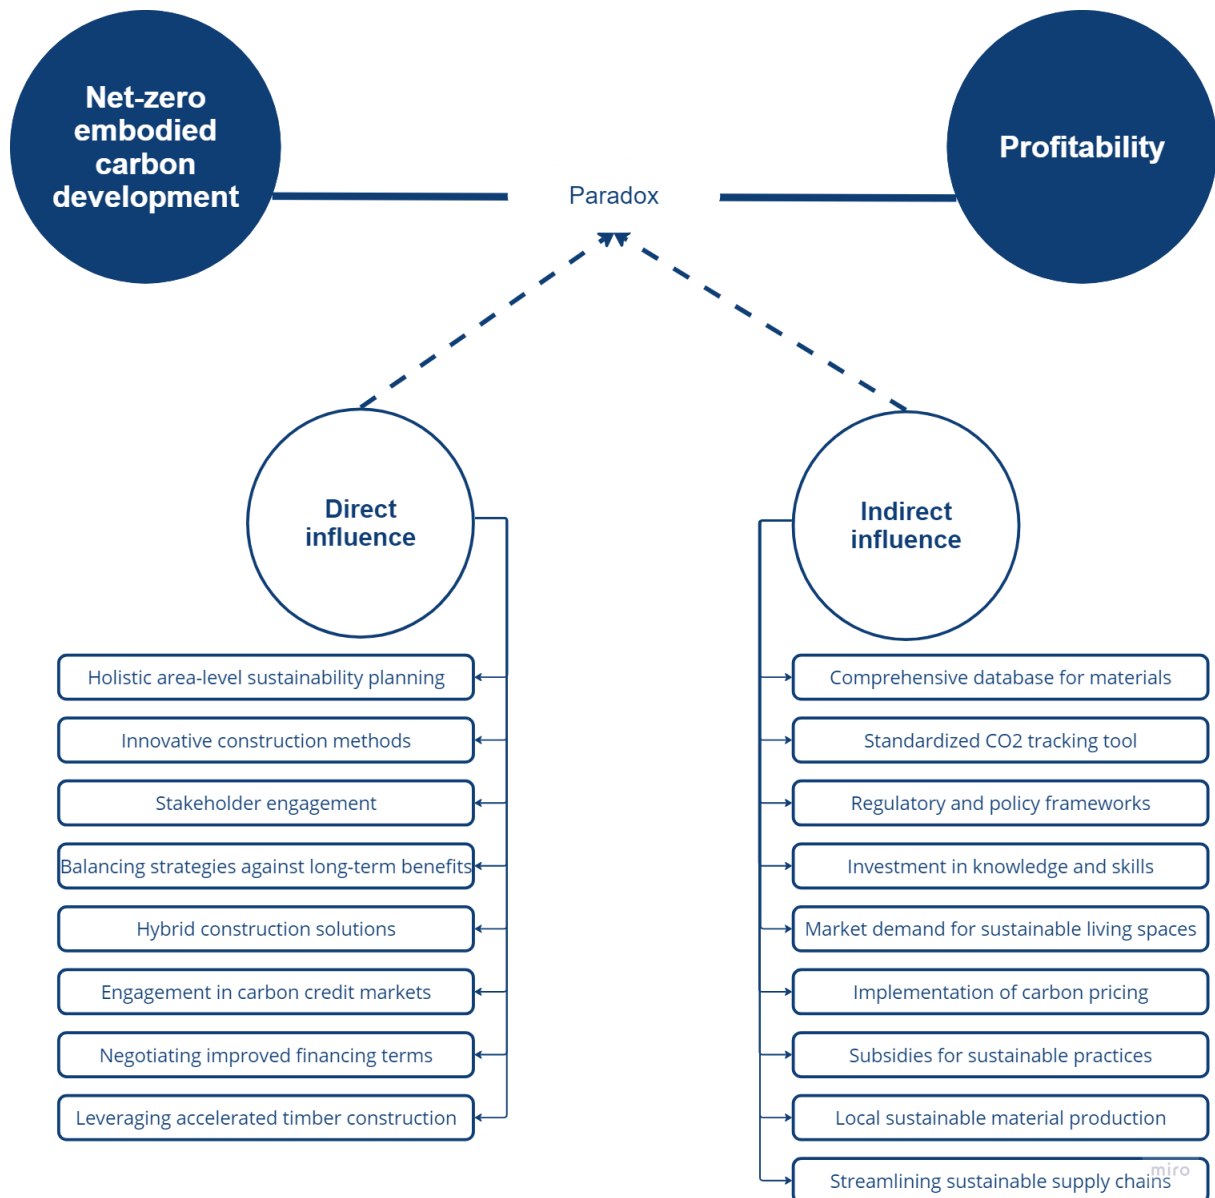 Net-zero
embodied
carbon
development
Paradox
Profitability
Direct
influence
Holistic area-level sustainability planning
Innovative construction methods
Stakeholder engagement
Balancing strategies against long-term benefits
Hybrid construction solutions
Engagement in carbon credit markets
Negotiating improved financing terms
Leveraging accelerated timber construction
Indirect
influence
Comprehensive database for materials
Standardized CO2 tracking tool
Regulatory and policy frameworks
Investment in knowledge and skills
Market demand for sustainable living spaces
Implementation of carbon pricing
Subsidies for sustainable practices
Local sustainable material production
Streamlining sustainable supply chains
miro